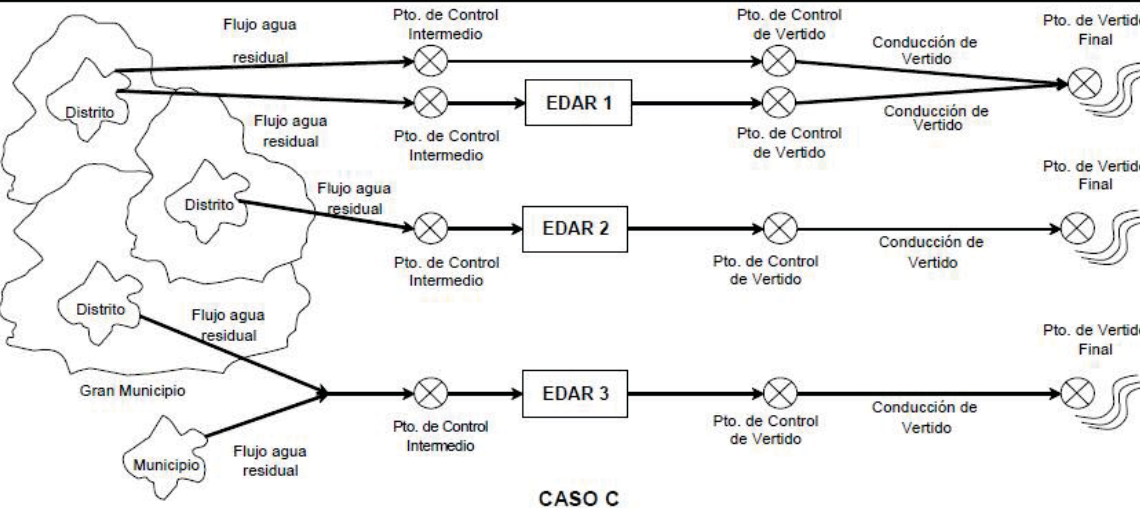 Flujo agua
residual
Pto. de Control
Intermedio
Pto. de Control
de Vertido
Conducción de
Vertido
Pto. de Vertido
Final
Distrito
Flujo agua
residual
Pto. de Control
Intermedio
EDAR 1
Pto. de Control
de Vertido
Conducción de
Vertido
Distrito
Flujo agua
residual
Pto. de Control
Intermedio
EDAR 2
Pto. de Control
de Vertido
Conducción de
Vertido
Pto. de Vertido
Final
Distrito
Flujo agua
residual
Gran Municipio
Municipio
Flujo agua
residual
Pto. de Control
Intermedio
EDAR 3
Pto. de Control
de Vertido
Conducción de
Vertido
Pto. de Vertido
Final
CASO C